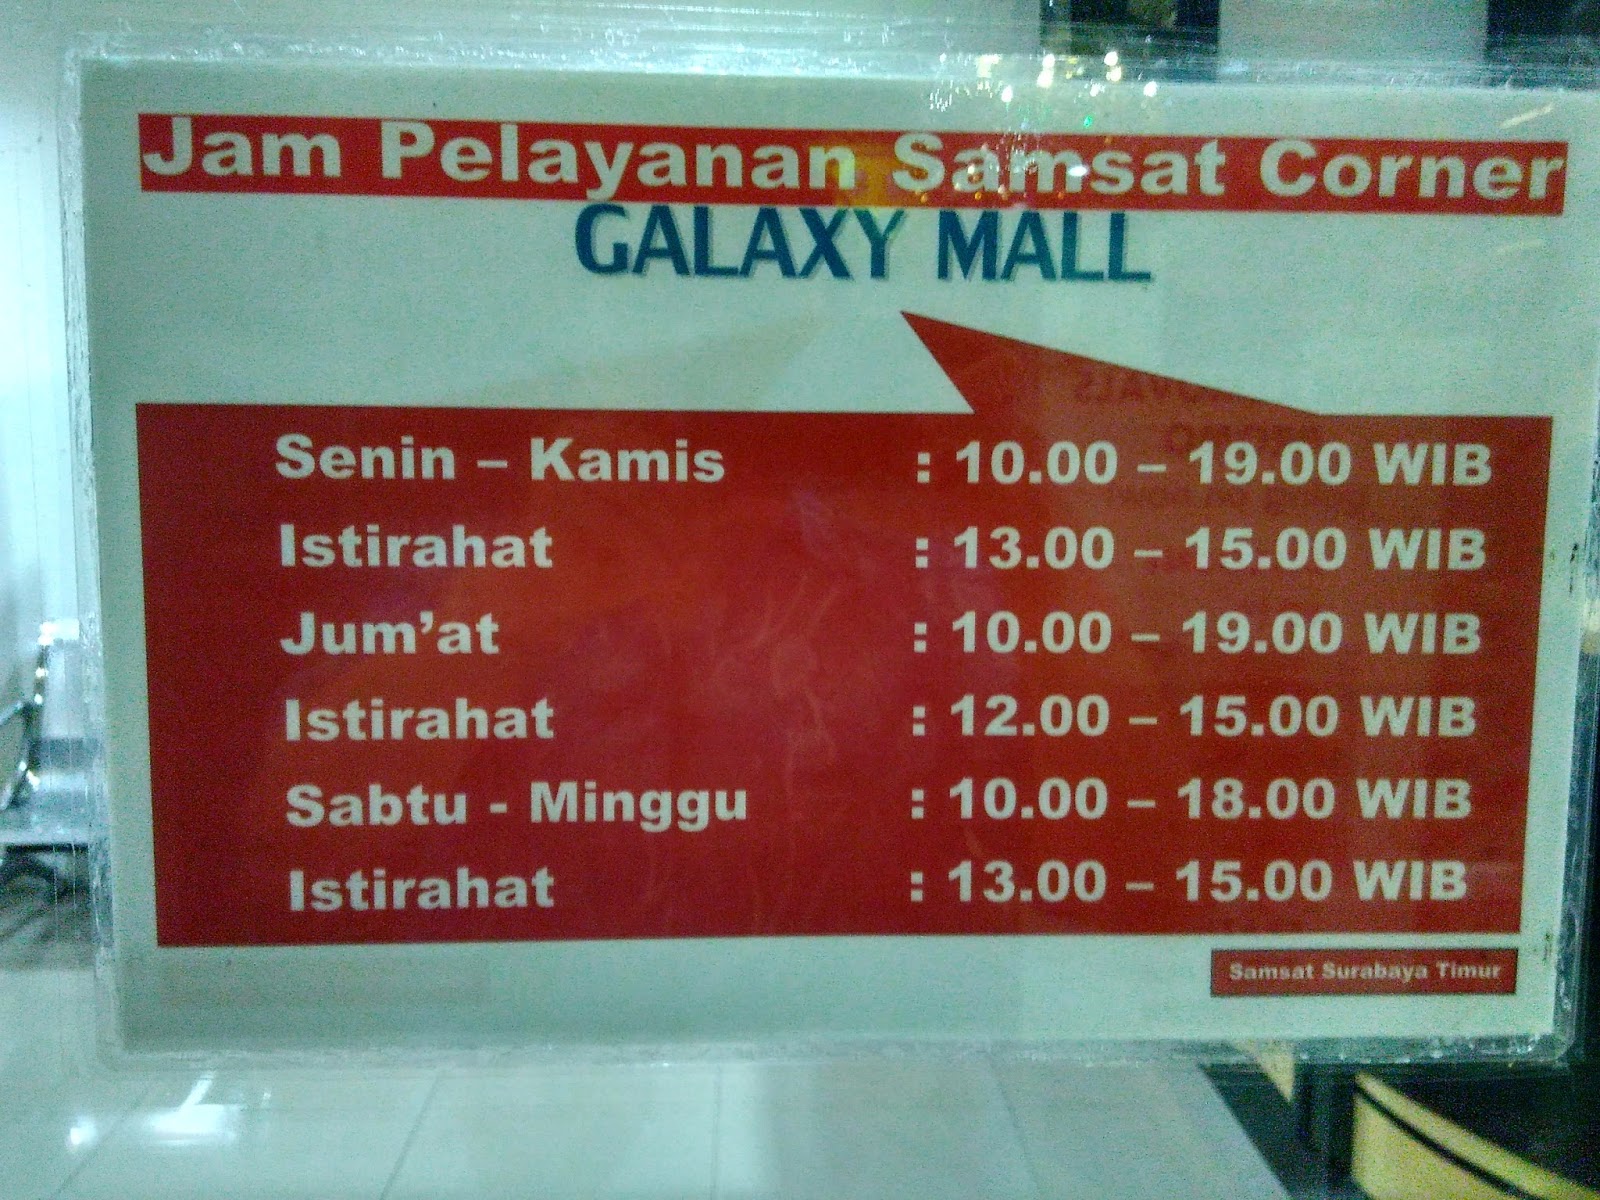 Jam Pelayanan Samsat Corner
GALAXY MALL
Senin – Kamis : 10.00 – 19.00 WIB
Istirahat : 13.00 – 15.00 WIB
Jum'at : 10.00 – 19.00 WIB
Istirahat : 12.00 – 15.00 WIB
Sabtu - Minggu : 10.00 – 18.00 WIB
Istirahat : 13.00 – 15.00 WIB
Samsat Surabaya Timur